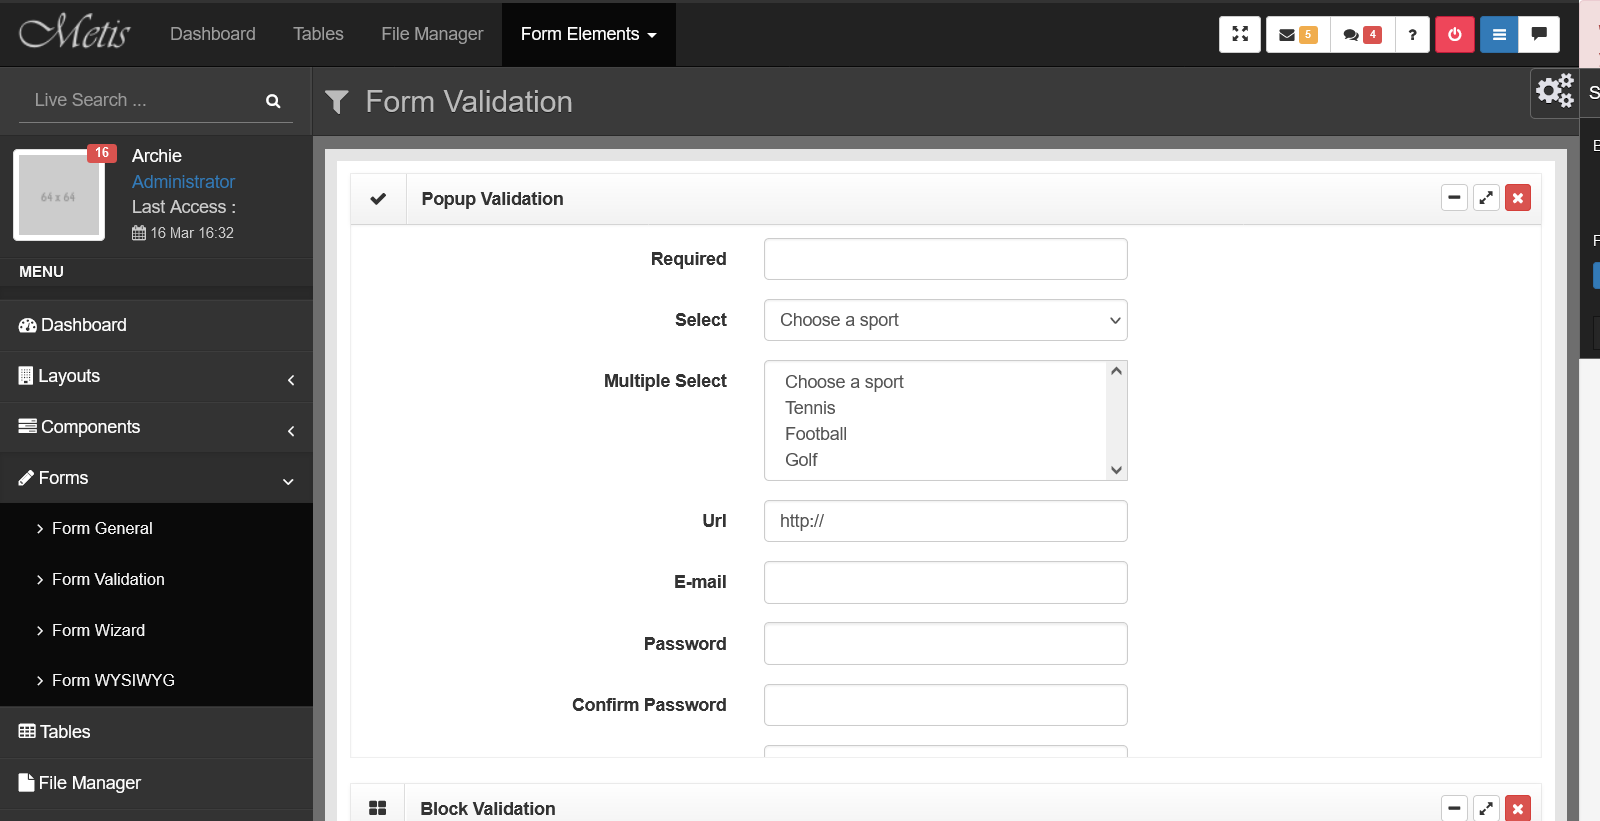 Metis
Dashboard
Tables
File Manager
Form Elements
5
4
?
Live Search ...
Form Validation
S
16
64 x 64
Archie
Administrator
Last Access :
16 Mar 16:32
MENU
Dashboard
Layouts
Components
Forms
Form General
Form Validation
Form Wizard
Form WYSIWYG
Tables
File Manager
Popup Validation
Required
Select
Choose a sport
Multiple Select
Choose a sport
Tennis
Football
Golf
Url
http://
E-mail
Password
Confirm Password
Block Validation